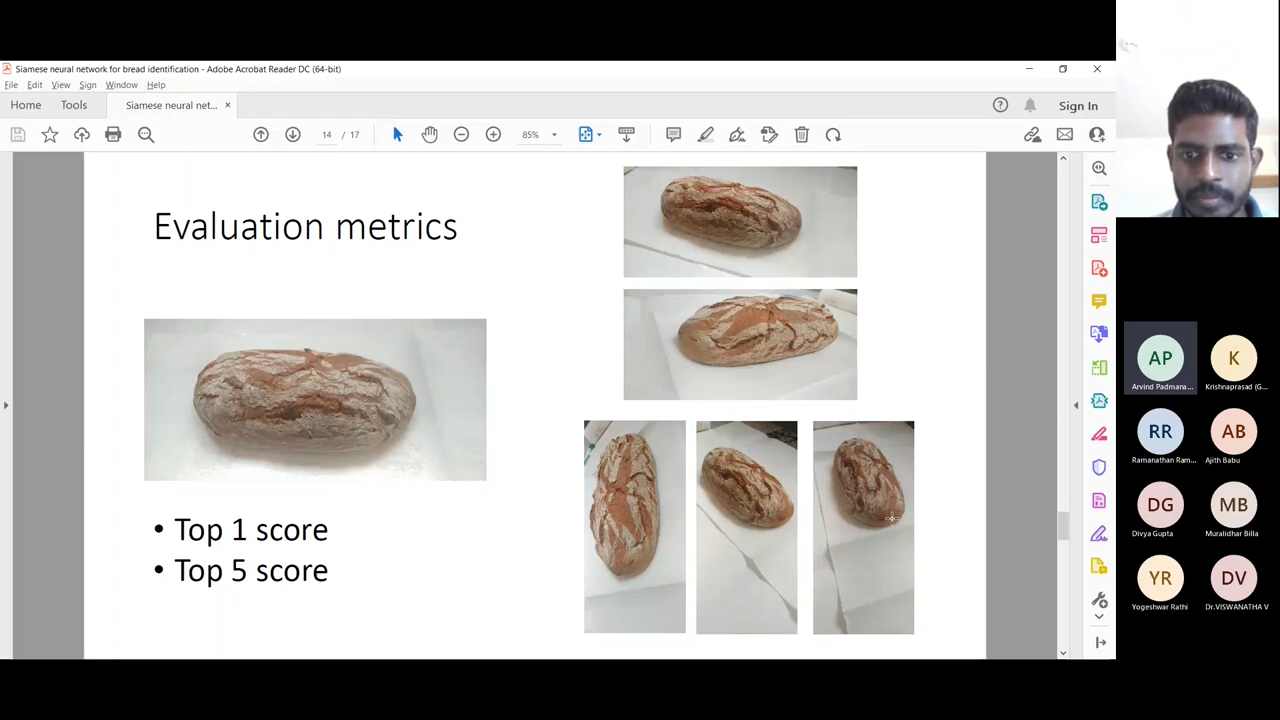 Siamese neural network for bread identification - Adobe Acrobat Reader DC (64-bit)
File Edit View Sign Window Help
Home Tools Siamese neural net... × Sign In
14 / 17 85%
Evaluation metrics
• Top 1 score
• Top 5 score
AP K
Arvind Padmana... Krishnaprasad (G...
RR AB
Ramanathan Ram... Ajith Babu
DG MB
Divya Gupta Muralidhar Billa
YR DV
Yogeshwar Rathi Dr.VISWANATHA V